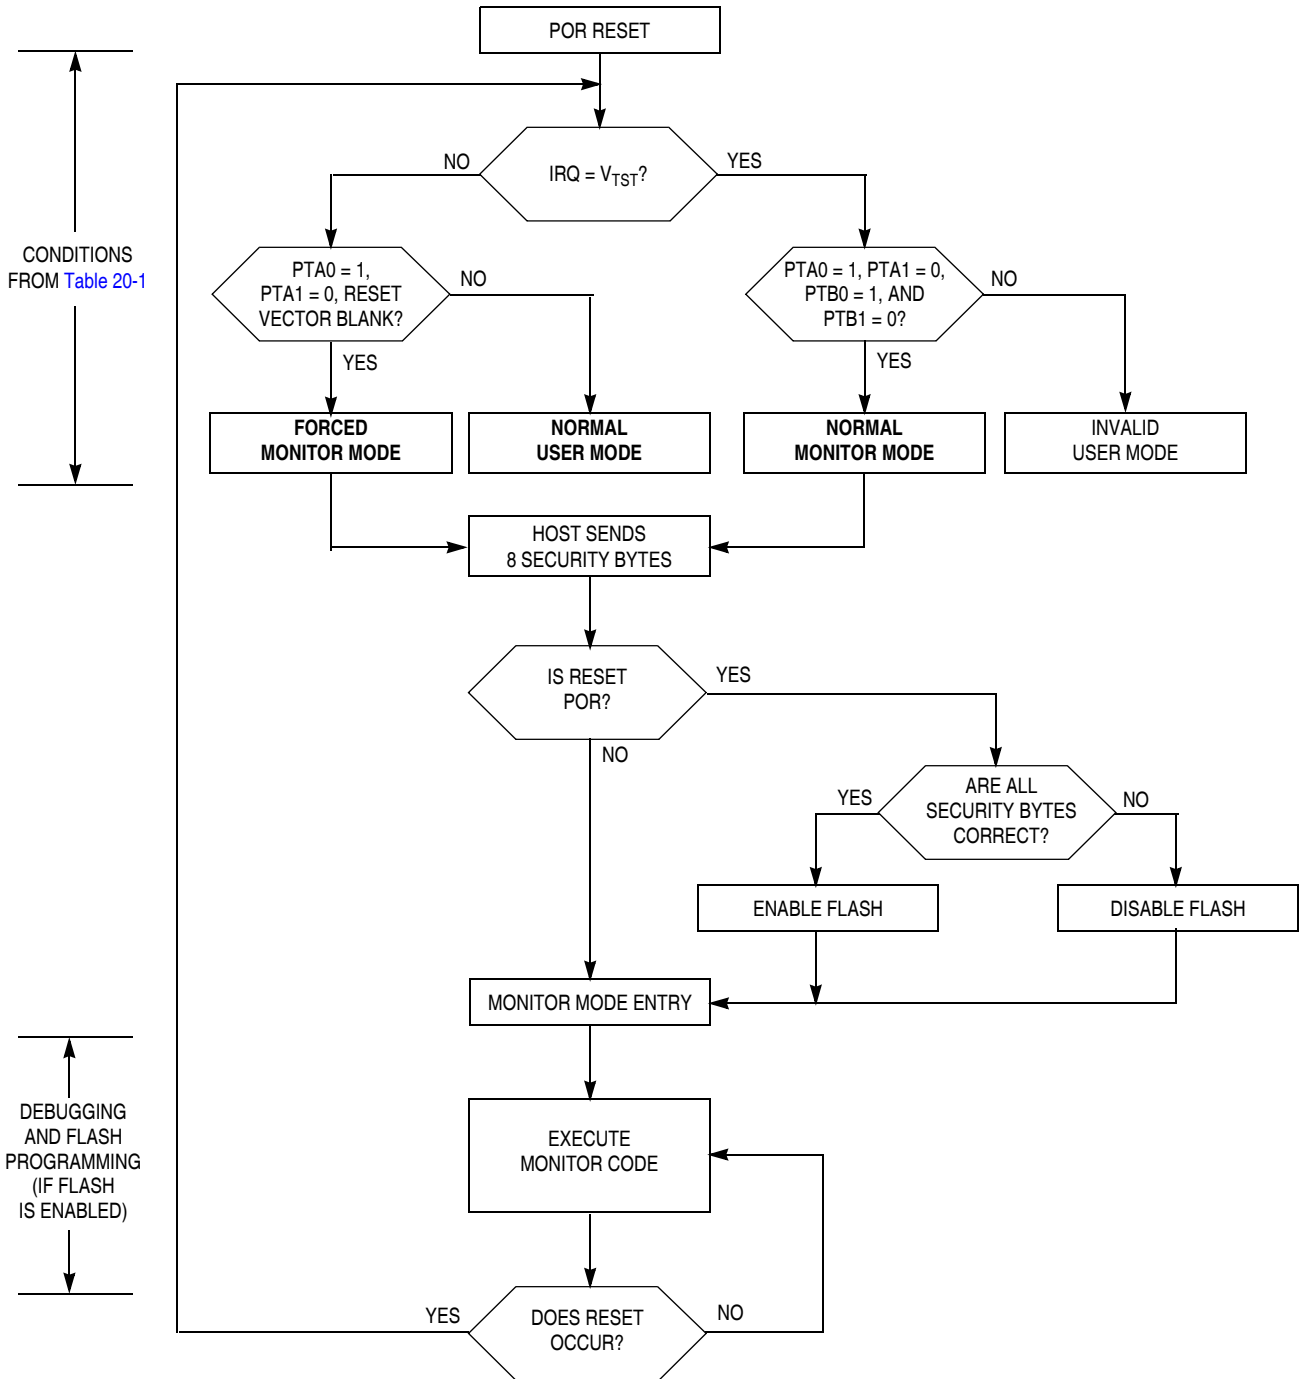 POR RESET
NO
YES
IRQ = VTST?
CONDITIONS
FROM Table 20-1
PTA0 = 1,
PTA1 = 0, RESET
VECTOR BLANK?
NO
YES
PTA0 = 1, PTA1 = 0,
PTB0 = 1, AND
PTB1 = 0?
NO
YES
FORCED
MONITOR MODE
NORMAL
USER MODE
NORMAL
MONITOR MODE
INVALID
USER MODE
HOST SENDS
8 SECURITY BYTES
IS RESET
POR?
YES
NO
ARE ALL
SECURITY BYTES
CORRECT?
YES
NO
ENABLE FLASH
DISABLE FLASH
MONITOR MODE ENTRY
DEBUGGING
AND FLASH
PROGRAMMING
(IF FLASH
IS ENABLED)
EXECUTE
MONITOR CODE
YES
DOES RESET
OCCUR?
NO